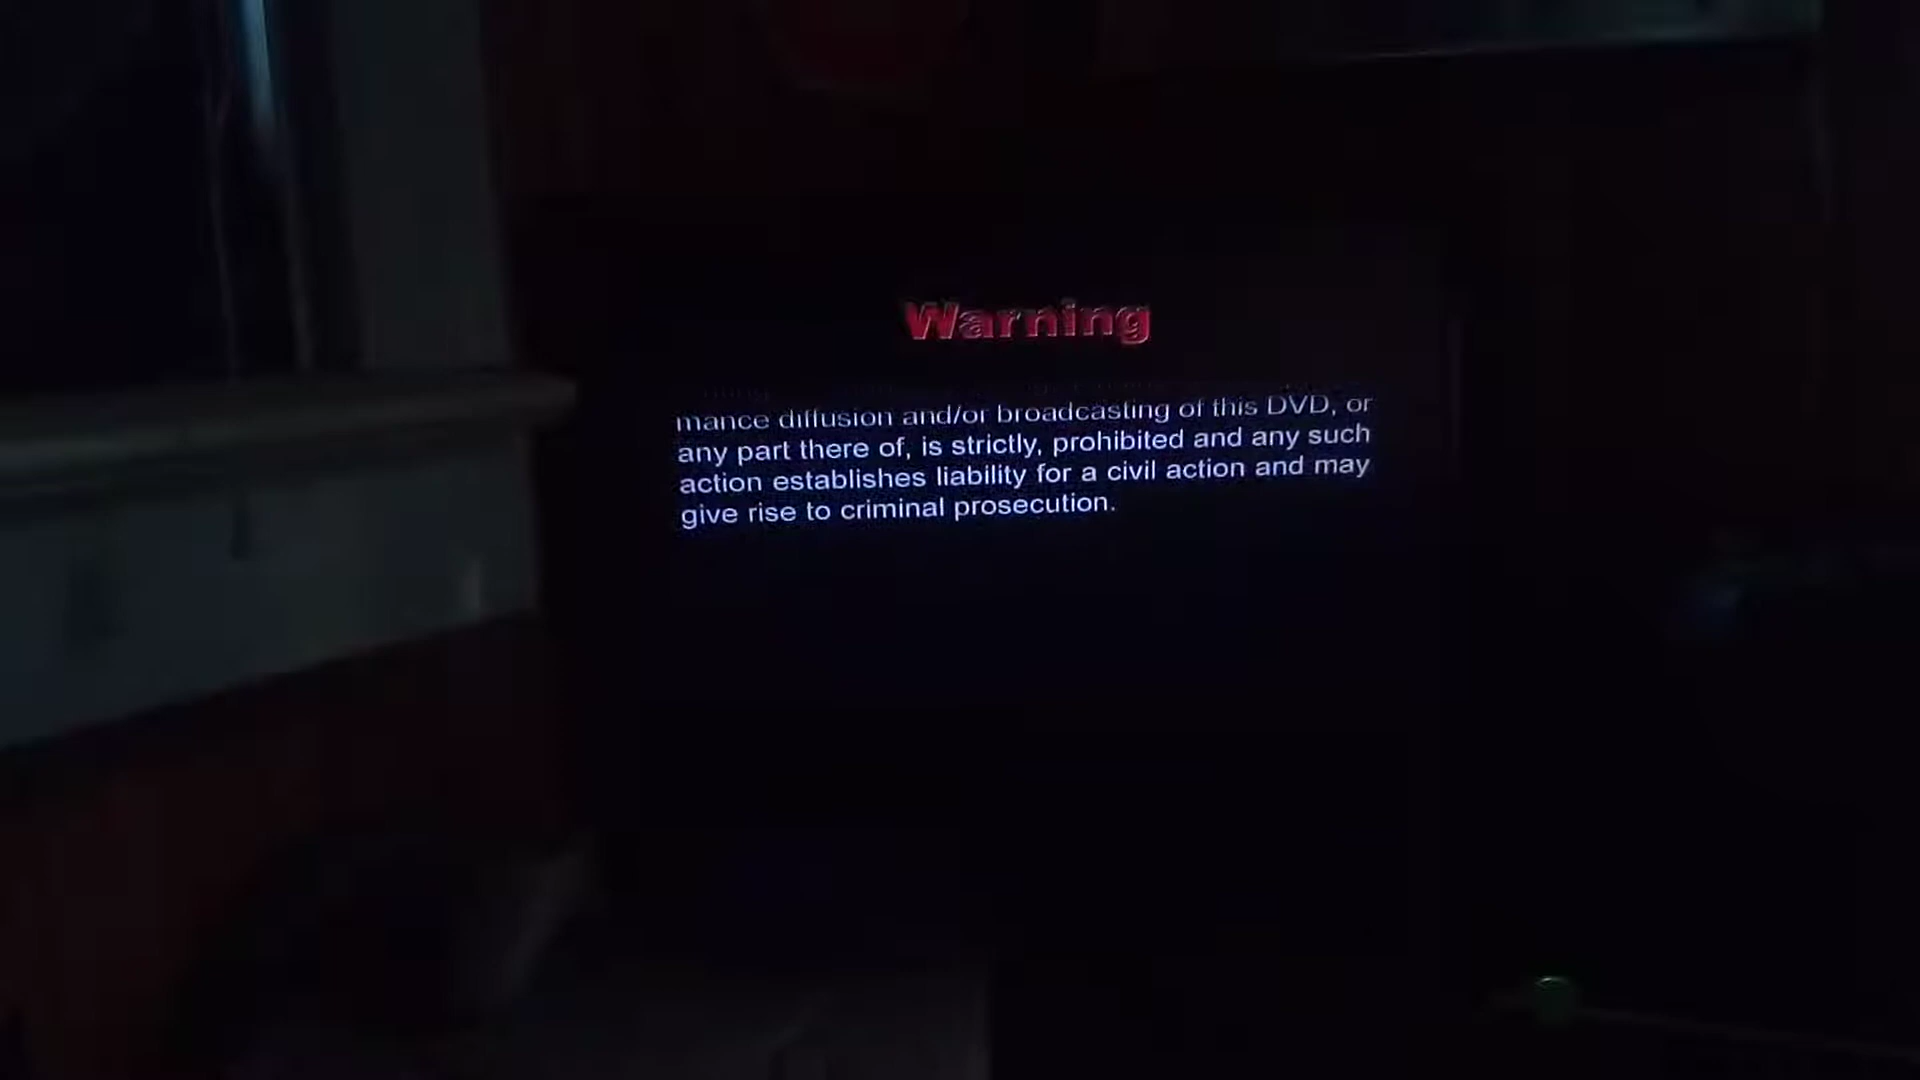 Warning
mance diffusion and/or broadcasting of this DVD, or
any part there of, is strictly, prohibited and any such
action establishes liability for a civil action and may
give rise to criminal prosecution.